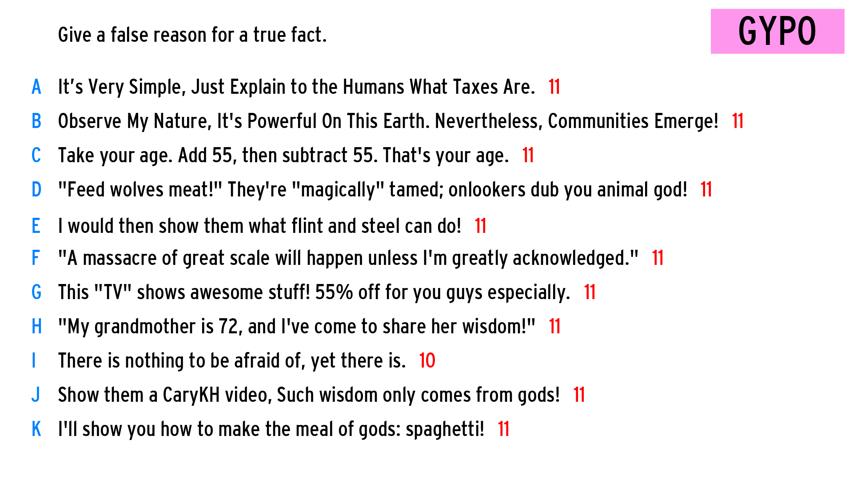 Give a false reason for a true fact.
GYPO
A It’s Very Simple, Just Explain to the Humans What Taxes Are. 11
B Observe My Nature, It's Powerful On This Earth. Nevertheless, Communities Emerge! 11
C Take your age. Add 55, then subtract 55. That's your age. 11
D "Feed wolves meat!" They're "magically" tamed; onlookers dub you animal god! 11
E I would then show them what flint and steel can do! 11
F "A massacre of great scale will happen unless I'm greatly acknowledged." 11
G This "TV" shows awesome stuff! 55% off for you guys especially. 11
H "My grandmother is 72, and I've come to share her wisdom!" 11
I There is nothing to be afraid of, yet there is. 10
J Show them a CaryKH video, Such wisdom only comes from gods! 11
K I'll show you how to make the meal of gods: spaghetti! 11